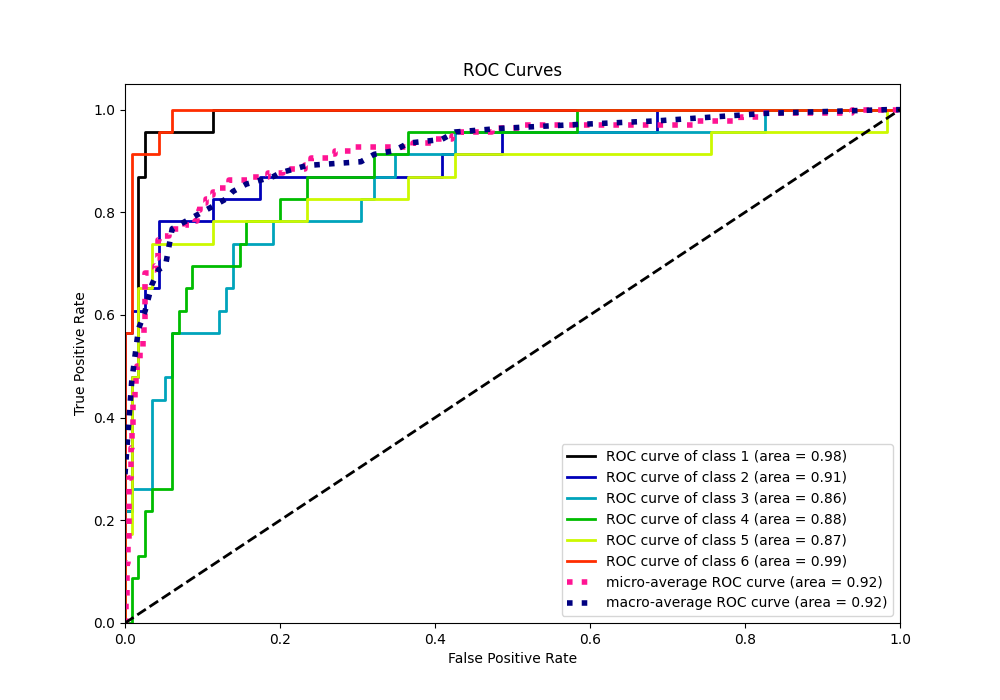 ROC Curves
True Positive Rate
1.0
0.8
0.6
0.4
0.2
0.0
ROC curve of class 1 (area = 0.98)
ROC curve of class 2 (area = 0.91)
ROC curve of class 3 (area = 0.86)
ROC curve of class 4 (area = 0.88)
ROC curve of class 5 (area = 0.87)
ROC curve of class 6 (area = 0.99)
micro-average ROC curve (area = 0.92)
macro-average ROC curve (area = 0.92)
0.0 0.2 0.4 0.6 0.8 1.0
False Positive Rate